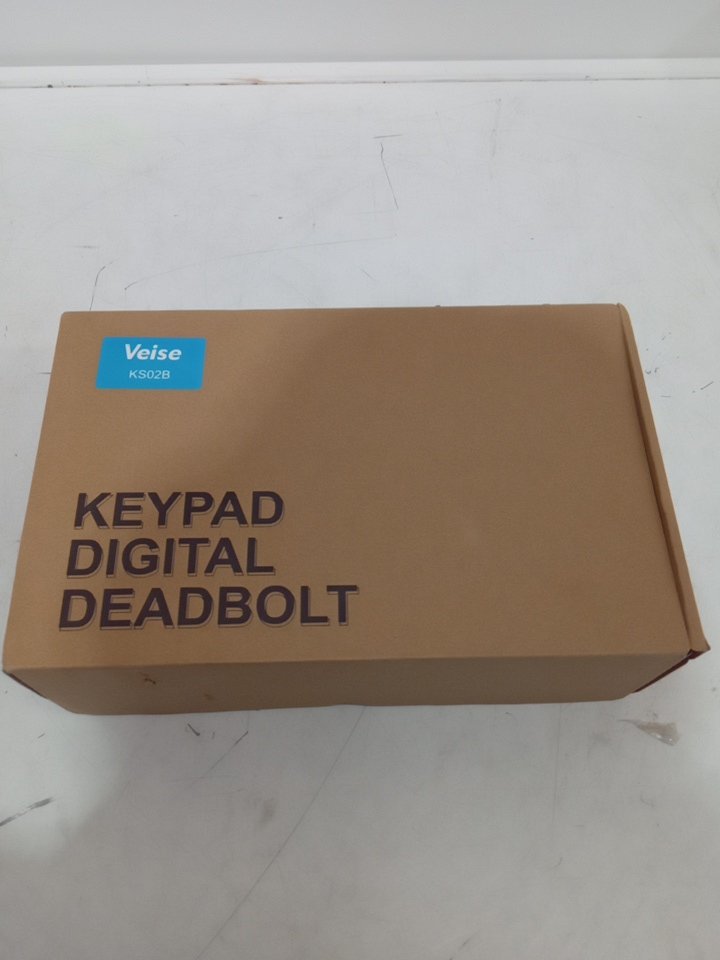 Veise
KS02B
KEYPAD
DIGITAL
DEADBOLT